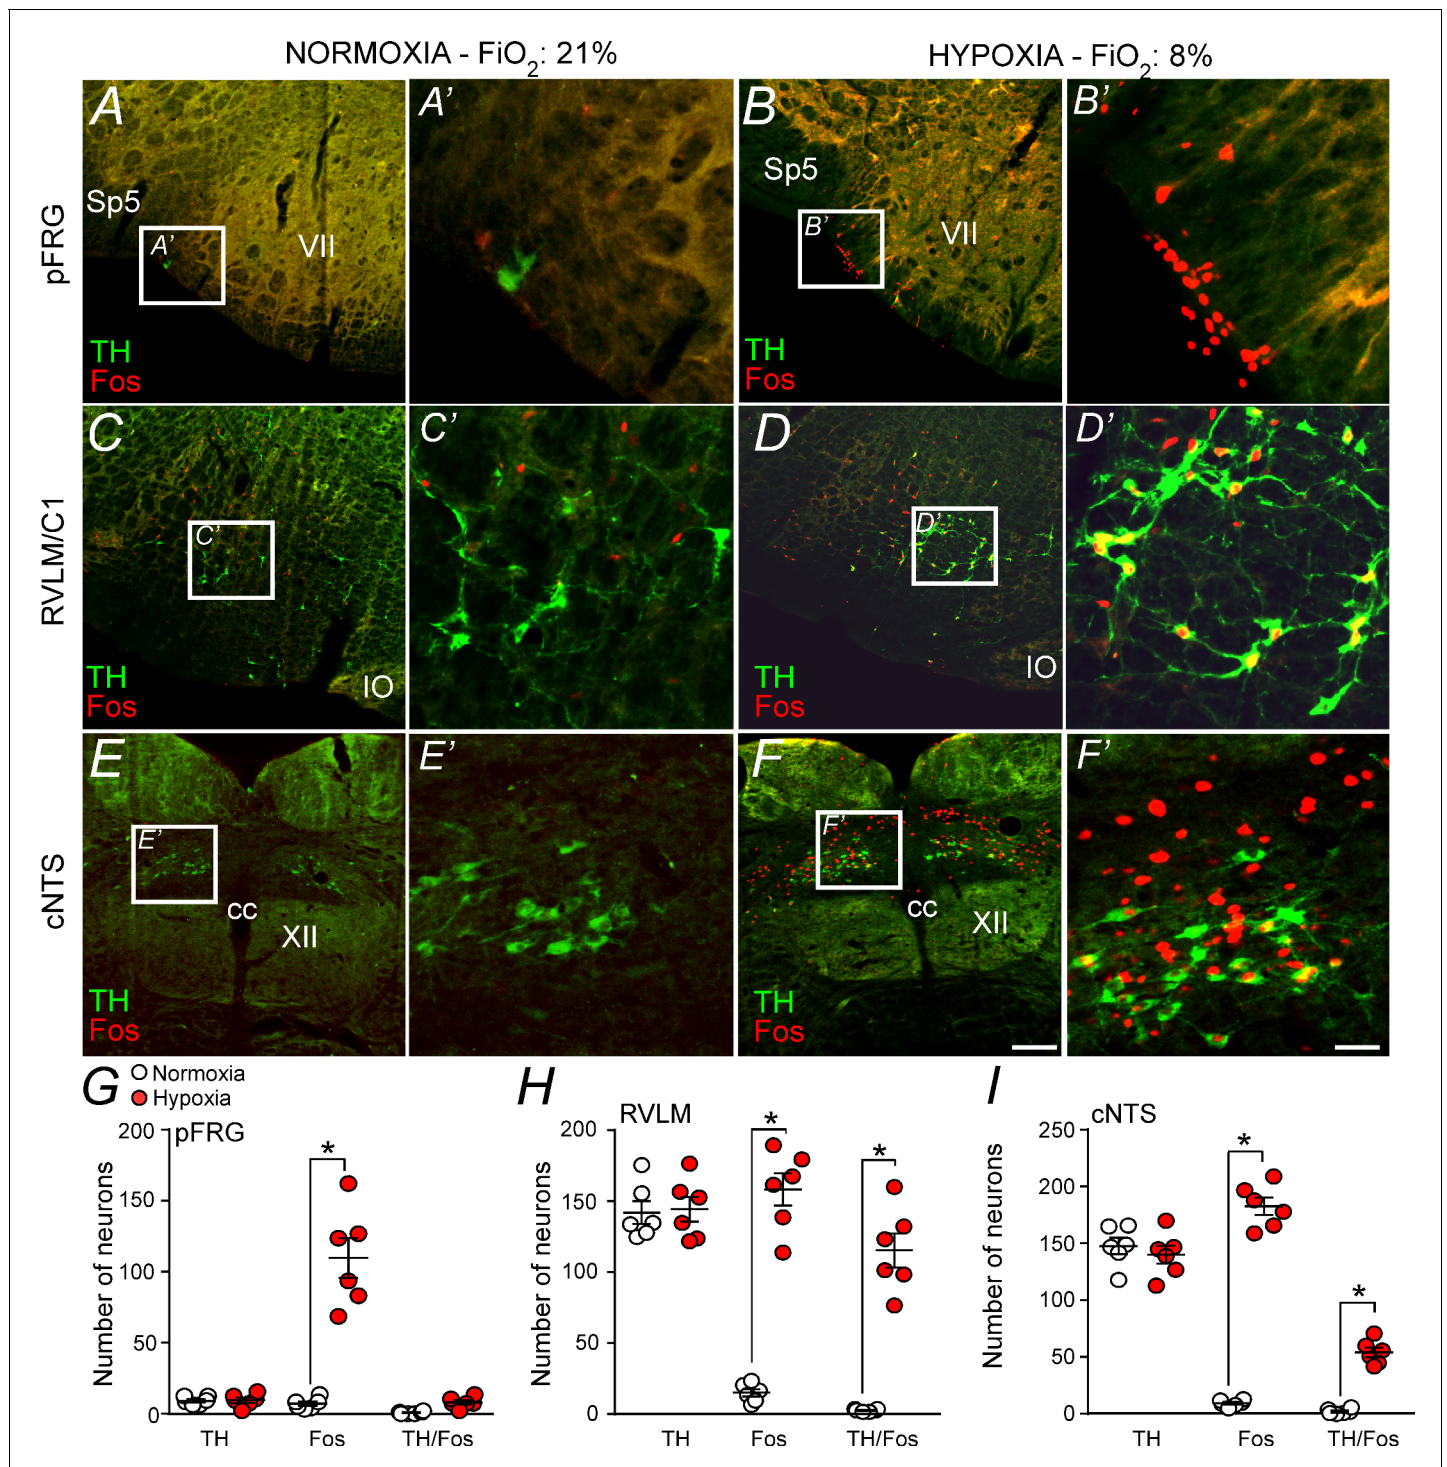 NORMOXIA - FiO2: 21%
HYPOXIA - FiO2: 8%
pFRG
A
Sp5
A’
VII
TH
Fos
A’
B
Sp5
B’
VII
TH
Fos
B’
RVLM/C1
C
C’
IO
TH
Fos
C’
D
D’
IO
TH
Fos
D’
cNTS
E
E’
cc
XII
TH
Fos
E’
F
F’
cc
XII
TH
Fos
F’
G
Normoxia
Hypoxia
pFRG
Number of neurons
200
150
100
50
0
*
TH
Fos
TH/Fos
H
RVLM
Number of neurons
200
150
100
50
0
*
*
TH
Fos
TH/Fos
I
cNTS
Number of neurons
250
200
150
100
50
0
*
*
TH
Fos
TH/Fos